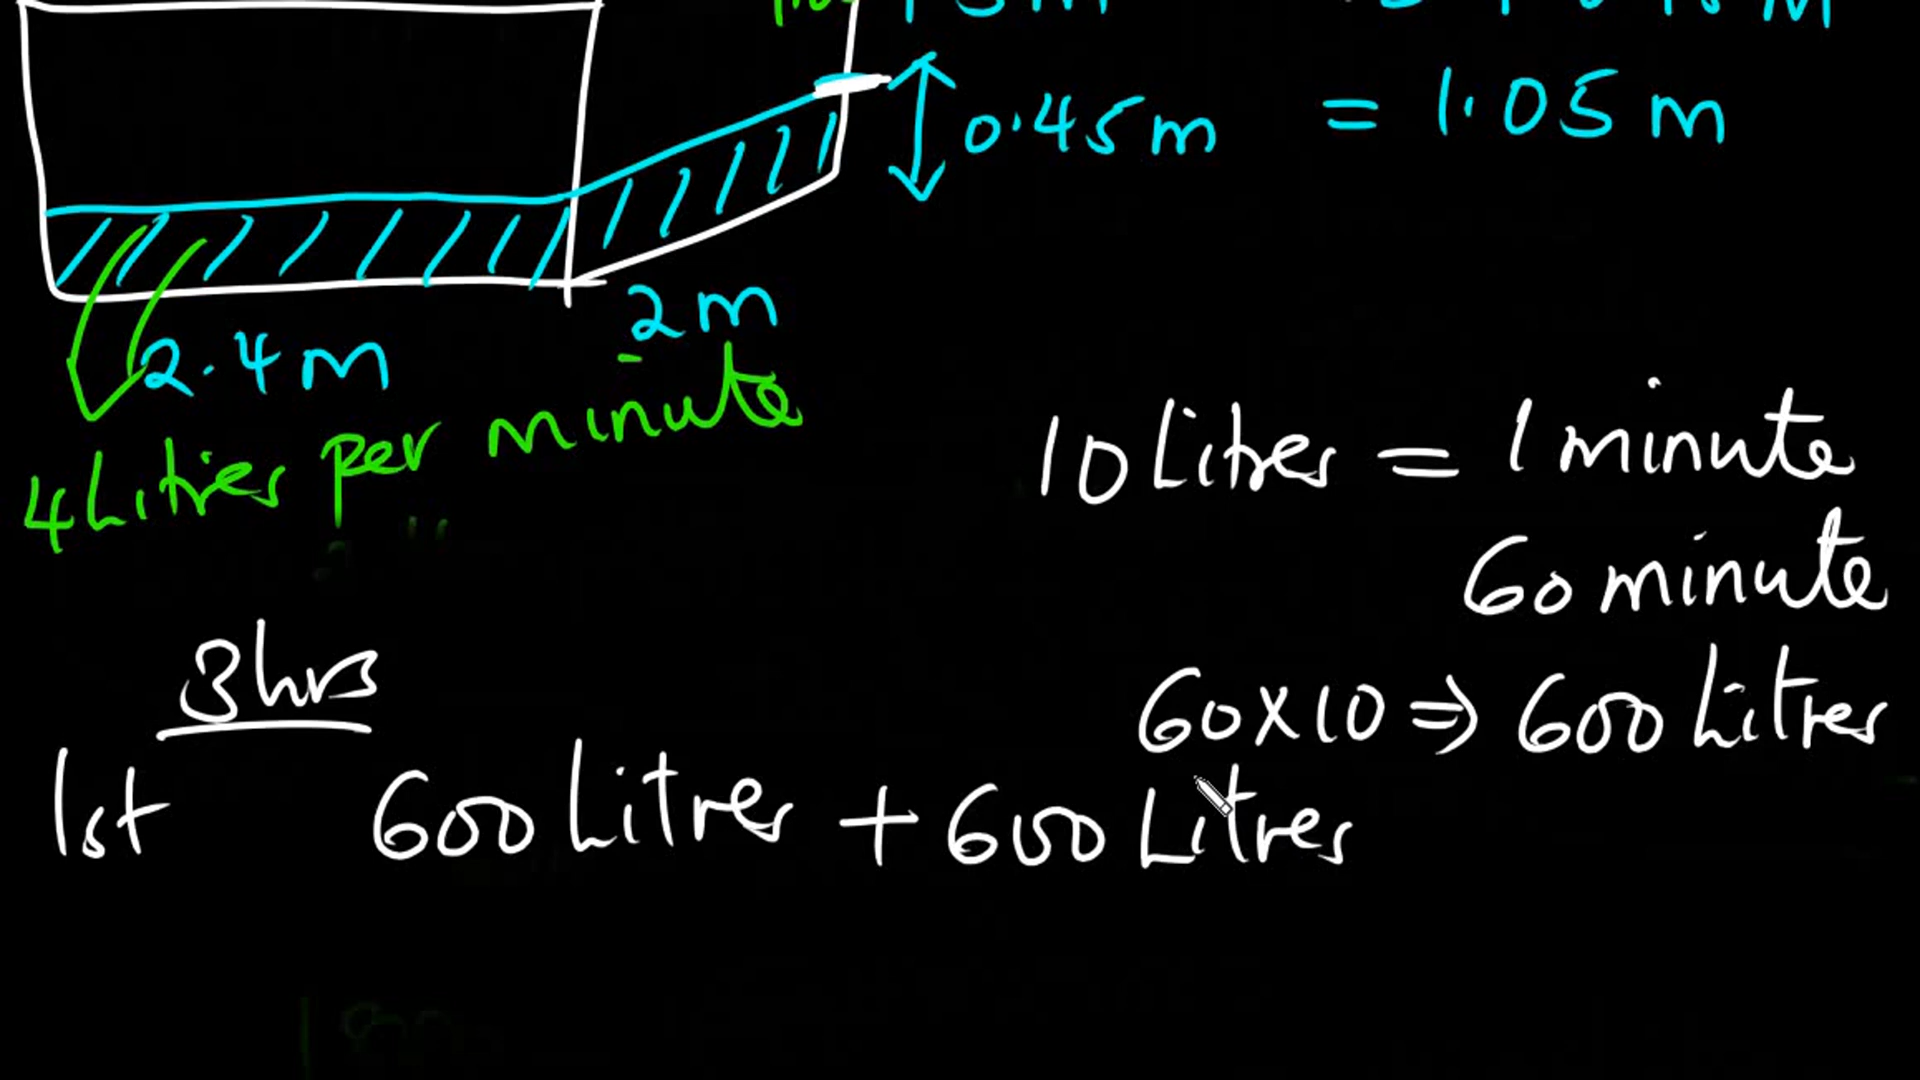 0.45m = 1.05m
2m
2.4m
4 Litres per minute
10 Litres = 1 minute
60 minute
60x10 => 600 Litres
3hrs
1st 600 Litres + 600 Litres